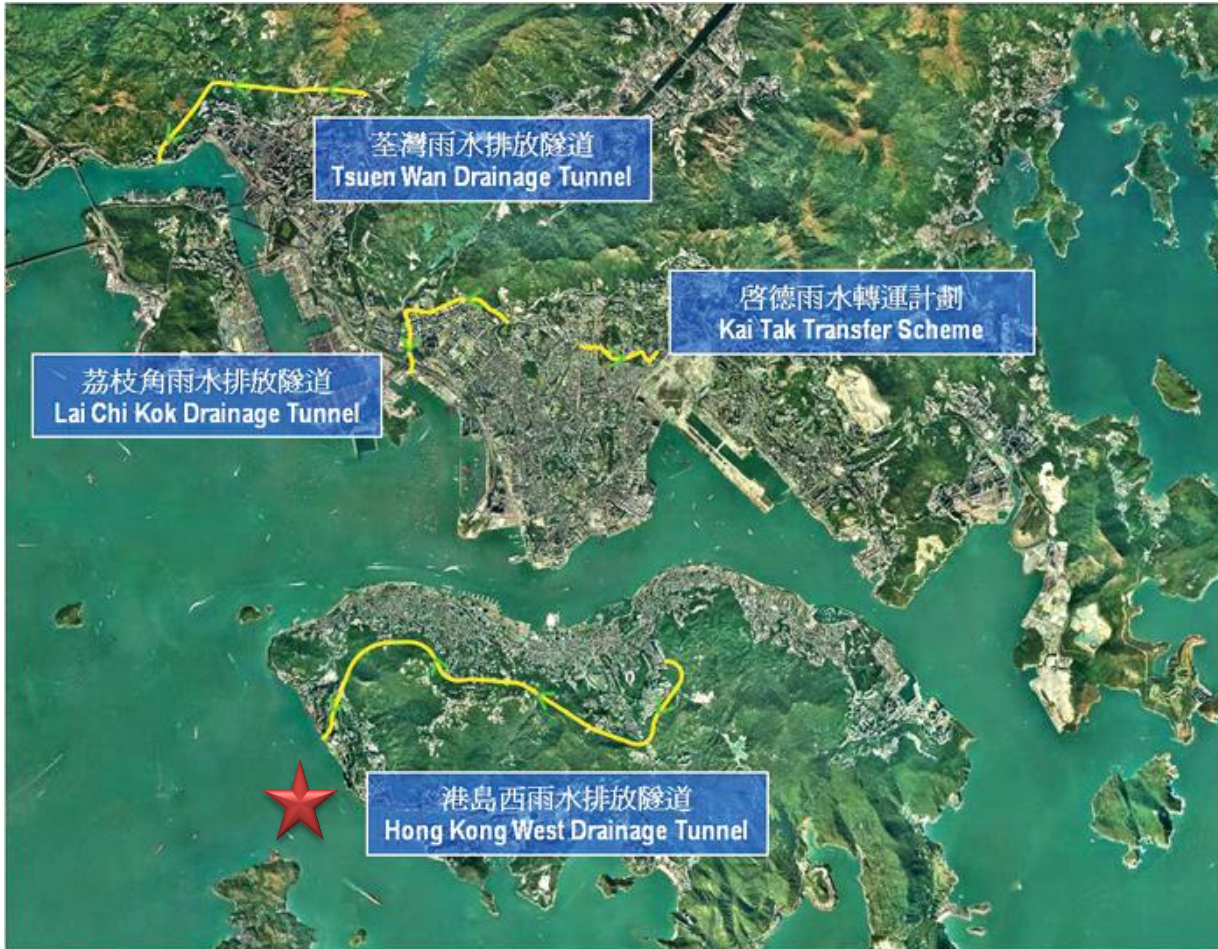 荃灣雨水排放隧道
Tsuen Wan Drainage Tunnel
啓德雨水轉運計劃
Kai Tak Transfer Scheme
荔枝角雨水排放隧道
Lai Chi Kok Drainage Tunnel
港島西雨水排放隧道
Hong Kong West Drainage Tunnel